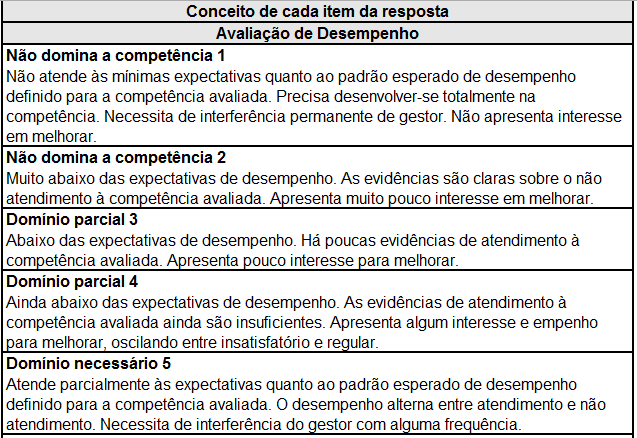 Conceito de cada item da resposta
Avaliação de Desempenho
Não domina a competência 1
Não atende às mínimas expectativas quanto ao padrão esperado de desempenho
definido para a competência avaliada. Precisa desenvolver-se totalmente na
competência. Necessita de interferência permanente de gestor. Não apresenta interesse
em melhorar.
Não domina a competência 2
Muito abaixo das expectativas de desempenho. As evidências são claras sobre o não
atendimento à competência avaliada. Apresenta muito pouco interesse em melhorar.
Domínio parcial 3
Abaixo das expectativas de desempenho. Há poucas evidências de atendimento à
competência avaliada. Apresenta pouco interesse para melhorar.
Domínio parcial 4
Ainda abaixo das expectativas de desempenho. As evidências de atendimento à
competência avaliada ainda são insuficientes. Apresenta algum interesse e empenho
para melhorar, oscilando entre insatisfatório e regular.
Domínio necessário 5
Atende parcialmente às expectativas quanto ao padrão esperado de desempenho
definido para a competência avaliada. O desempenho alterna entre atendimento e não
atendimento. Necessita de interferência do gestor com alguma frequência.